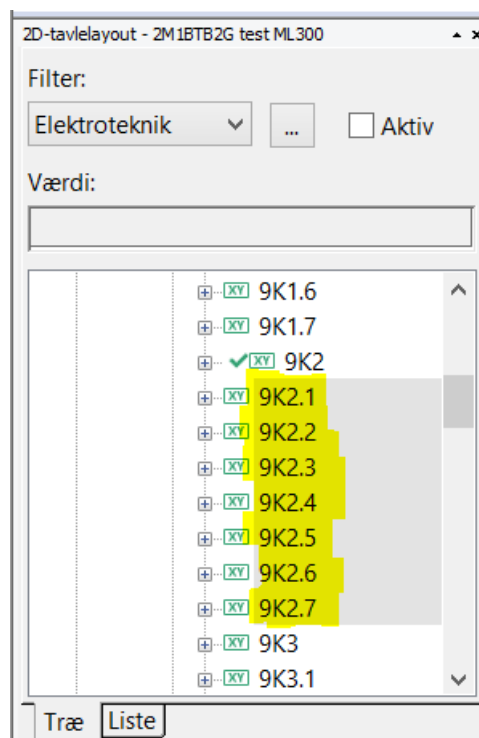 2D-tavlelayout - 2M1BTB2G test ML300
Filter:
Elektroteknik
...
Aktiv
Værdi:
XY 9K1.6
XY 9K1.7
XY 9K2
XY 9K2.1
XY 9K2.2
XY 9K2.3
XY 9K2.4
XY 9K2.5
XY 9K2.6
XY 9K2.7
XY 9K3
XY 9K3.1
Træ Liste